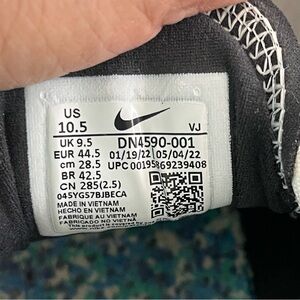 US
10.5 VJ
UK 9.5 DN4590-001
EUR 44.5 01/19/22 05/04/22
cm 28.5 UPC 00195869239408
BR 42.5
CN 285(2.5)
045YG57BJBECA
MADE IN VIETNAM
HECHO EN VIETNAM
FABRIQUÉ AU VIETNAM
FABRICADO NO VIETNÃ